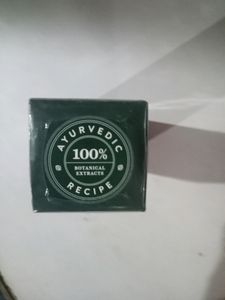 AYURVEDIC
100%
BOTANICAL
EXTRACTS
RECIPE